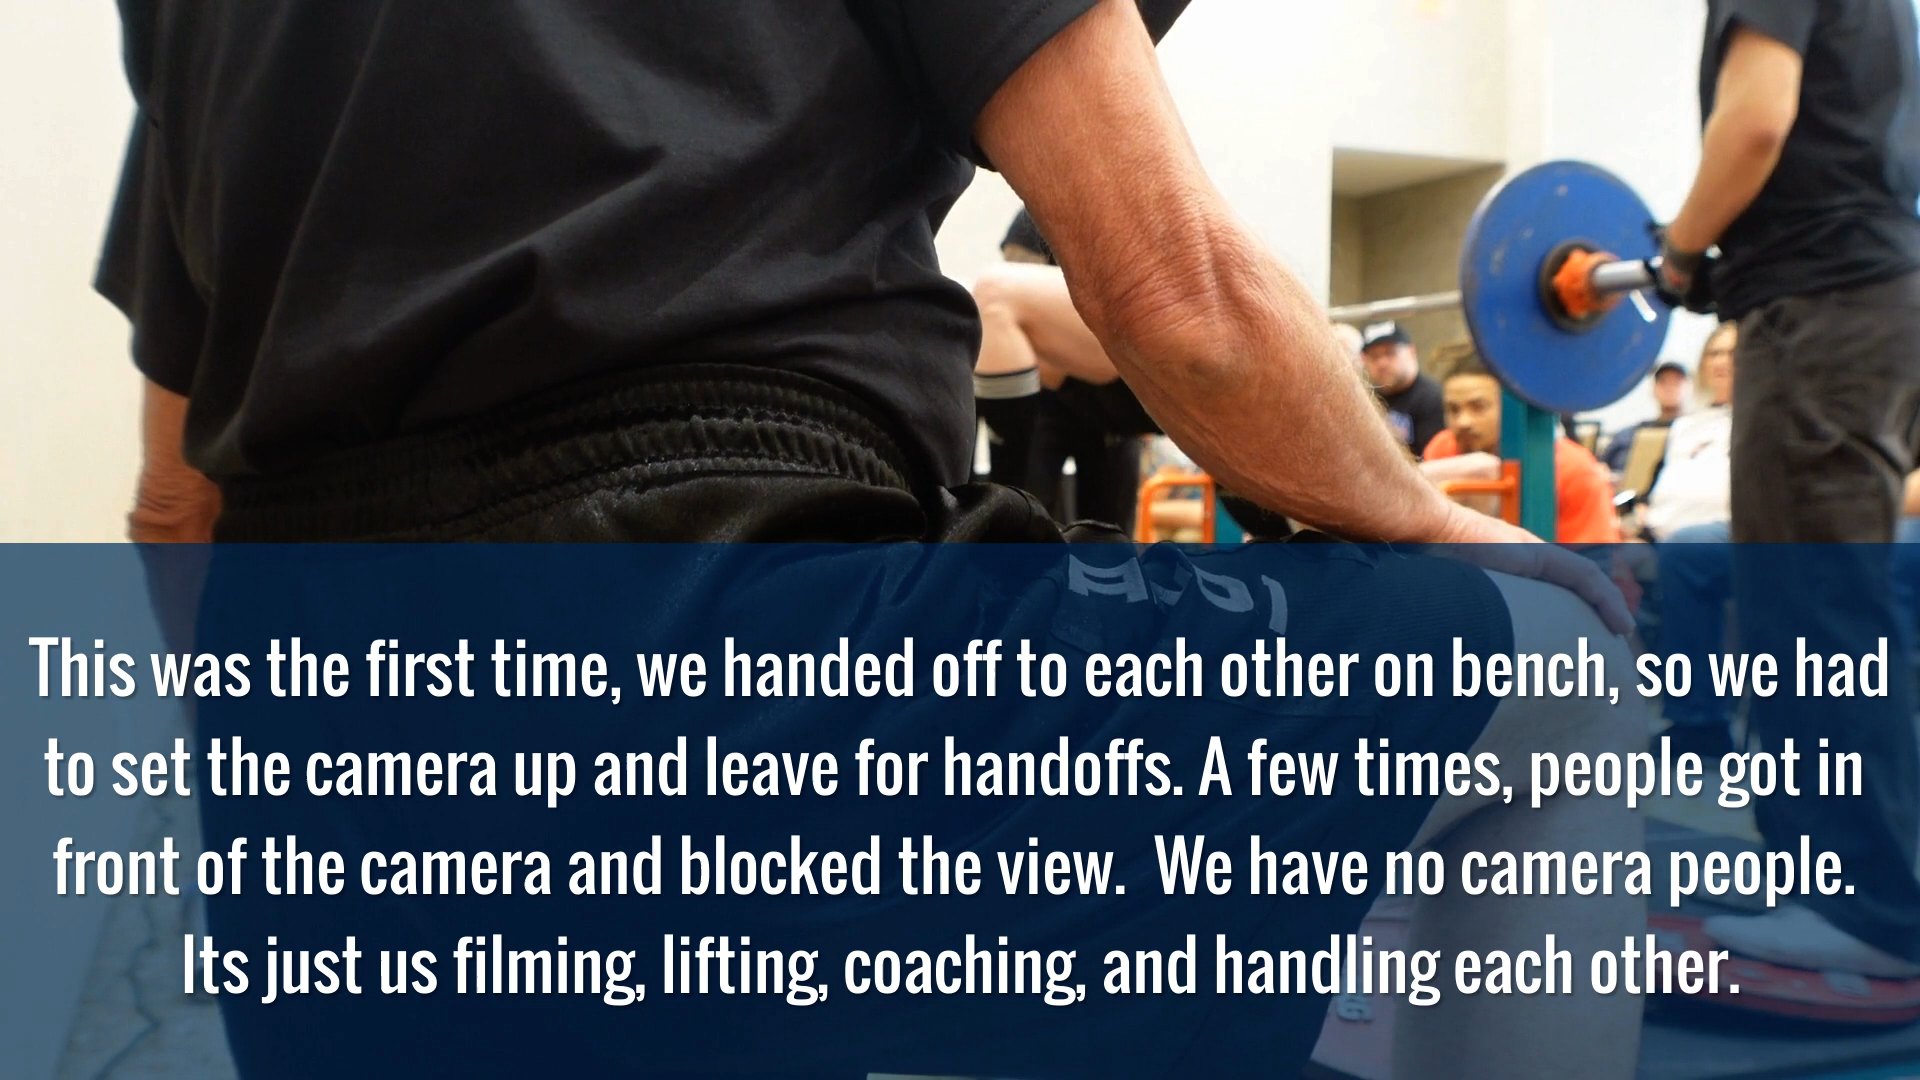 This was the first time, we handed off to each other on bench, so we had
to set the camera up and leave for handoffs. A few times, people got in
front of the camera and blocked the view.  We have no camera people.
Its just us filming, lifting, coaching, and handling each other.